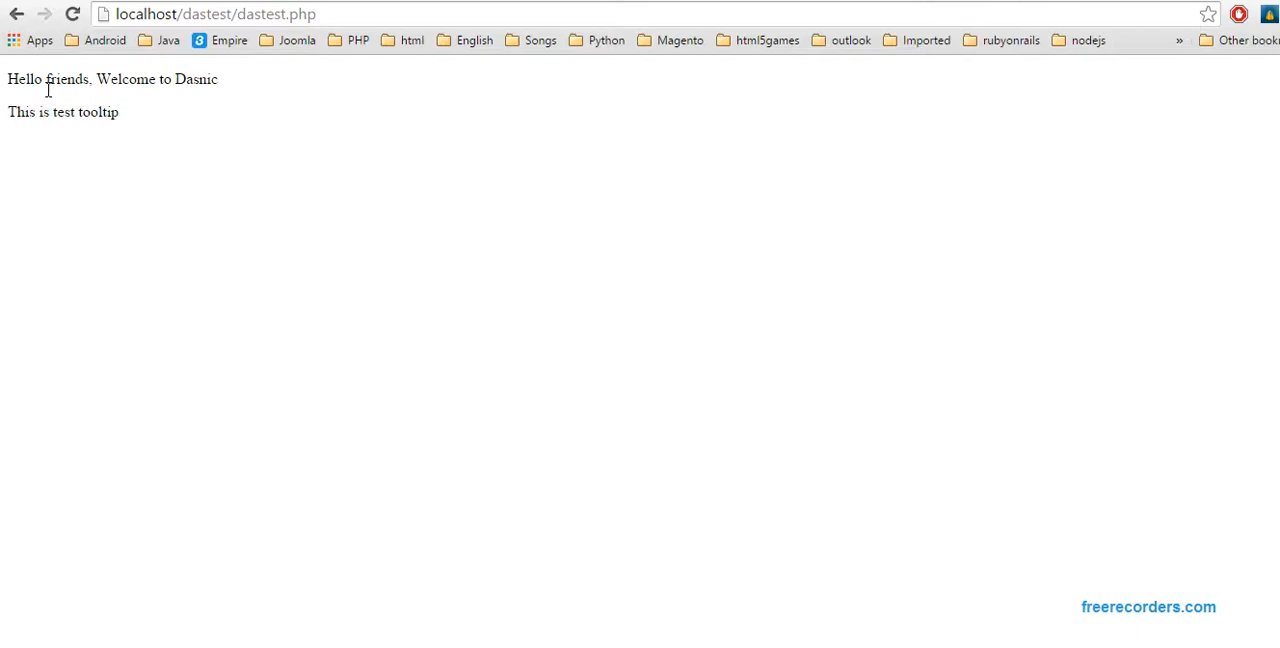 localhost/dastest/dastest.php
Apps Android Java 3 Empire Joomla PHP html English Songs Python Magento html5games outlook Imported rubyonrails nodejs » Other book
Hello friends, Welcome to Dasnic
This is test tooltip
freerecorders.com